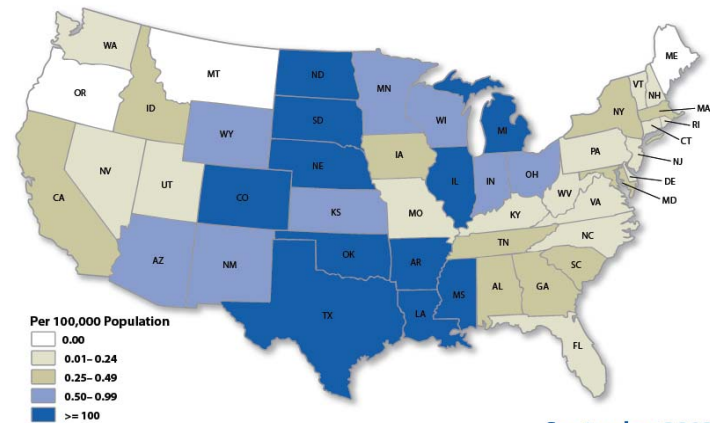 WA
ME
MT
ND
VT
OR
MN
NH
MA
ID
SD
WI
NY
RI
WY
MI
CT
NE
IA
PA
NJ
NV
UT
IL
IN
OH
DE
CA
CO
WV
VA
MD
KS
MO
KY
NC
TN
OK
AR
SC
AZ
NM
MS
AL
GA
TX
LA
FL
Per 100,000 Population
0.00
0.01– 0.24
0.25– 0.49
0.50– 0.99
>= 100